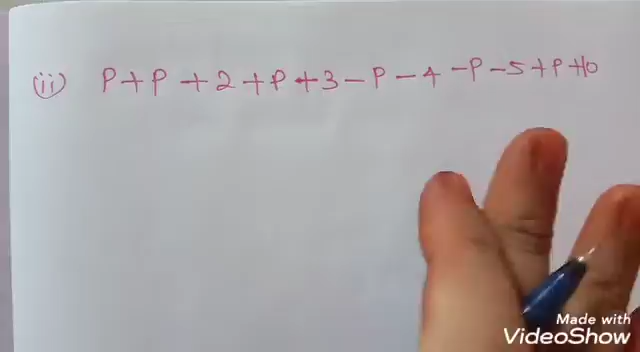 (ii) P + P + 2 + P + 3 - P - 4 - P - 5 + P + 10
Made with
VideoShow